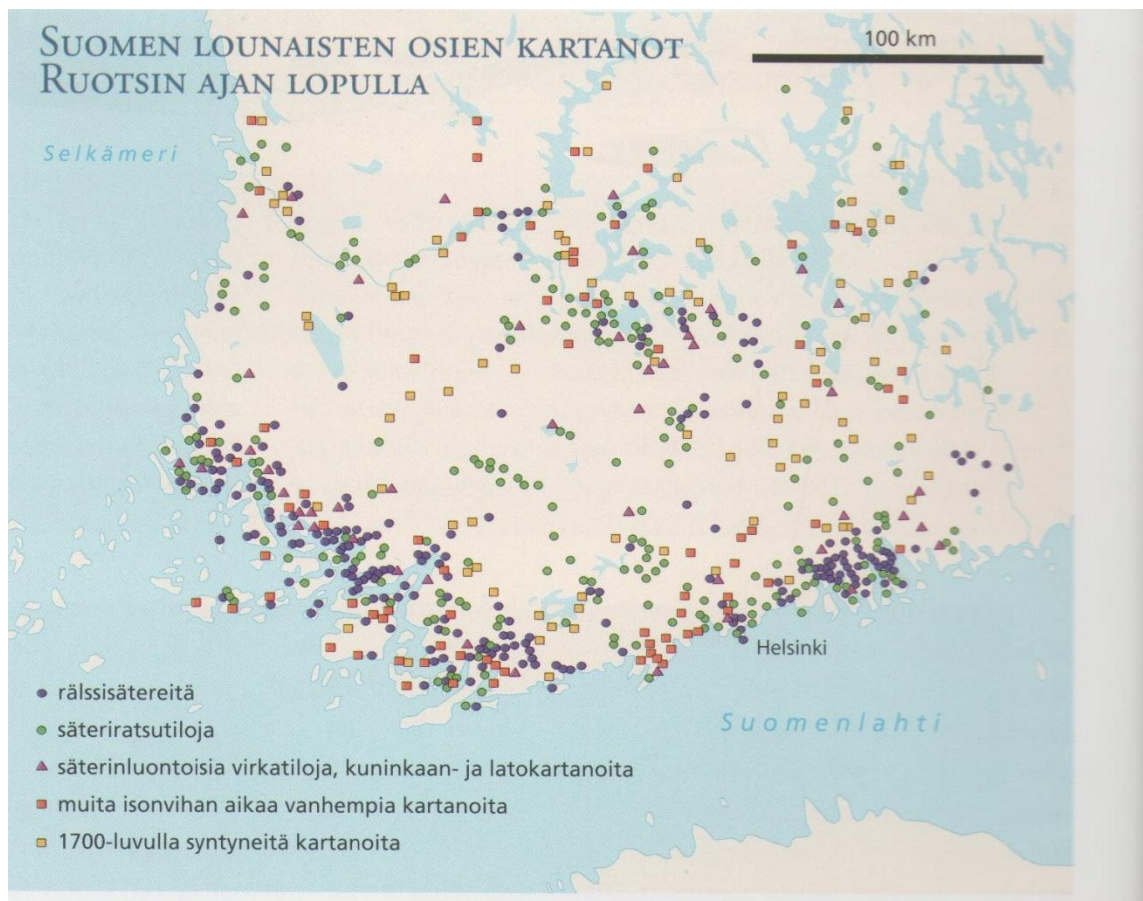 SUOMEN LOUNAISTEN OSIEN KARTANOT
RUOTSIN AJAN LOPULLA
100 km
Selkämeri
Helsinki
Suomenlahti
rälssisätereitä
säteriratsutiloja
säterinluontoisia virkatiloja, kuninkaan- ja latokartanoita
muita isonvihan aikaa vanhempia kartanoita
1700-luvulla syntyneitä kartanoita